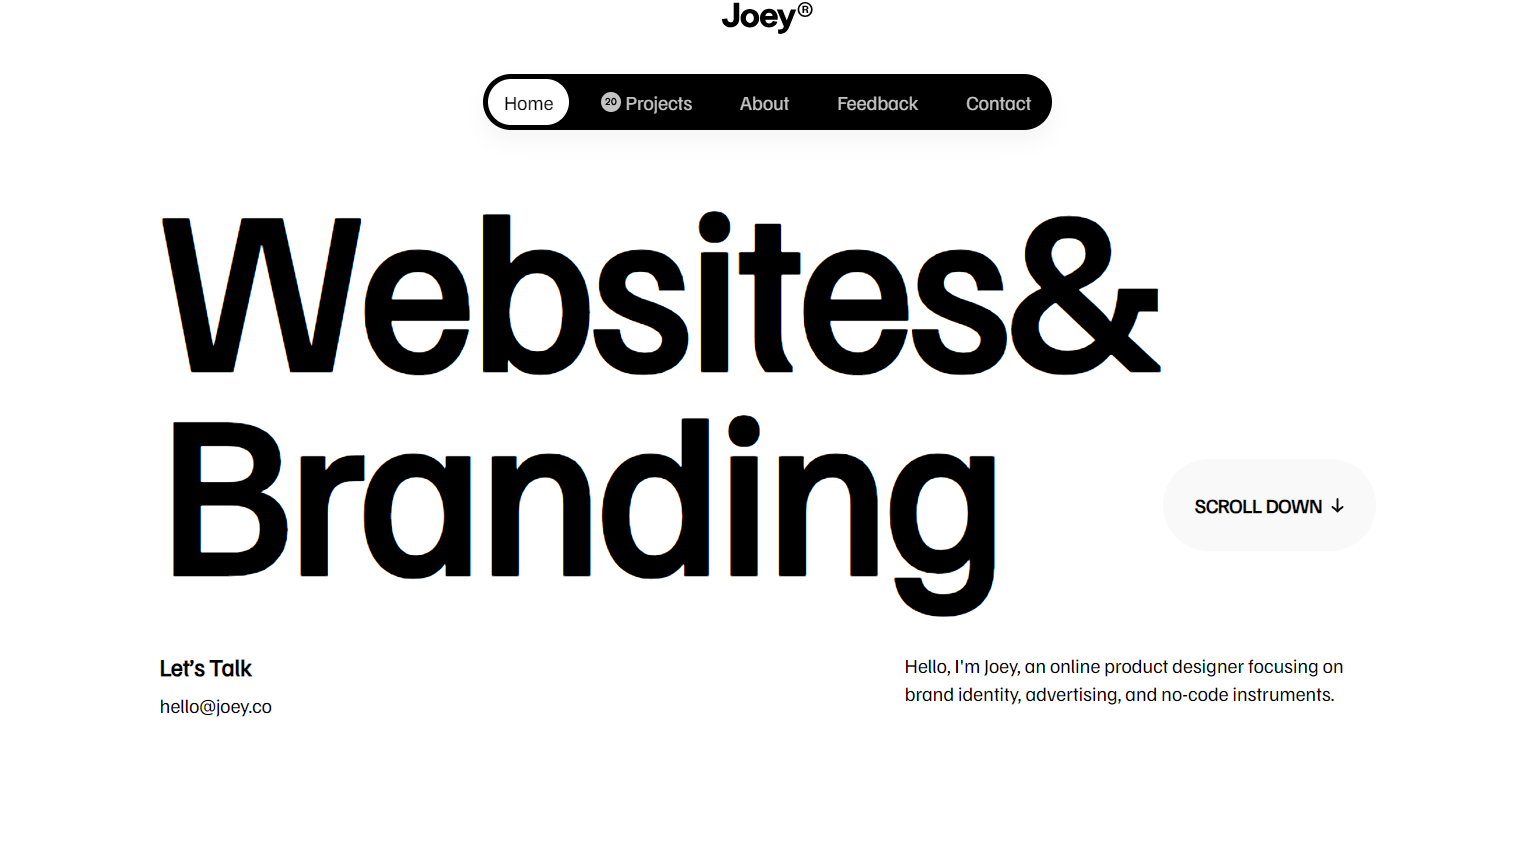 Joey®
Home
20 Projects
About
Feedback
Contact
Websites&
Branding
SCROLL DOWN ↓
Let’s Talk
hello@joey.co
Hello, I'm Joey, an online product designer focusing on
brand identity, advertising, and no-code instruments.